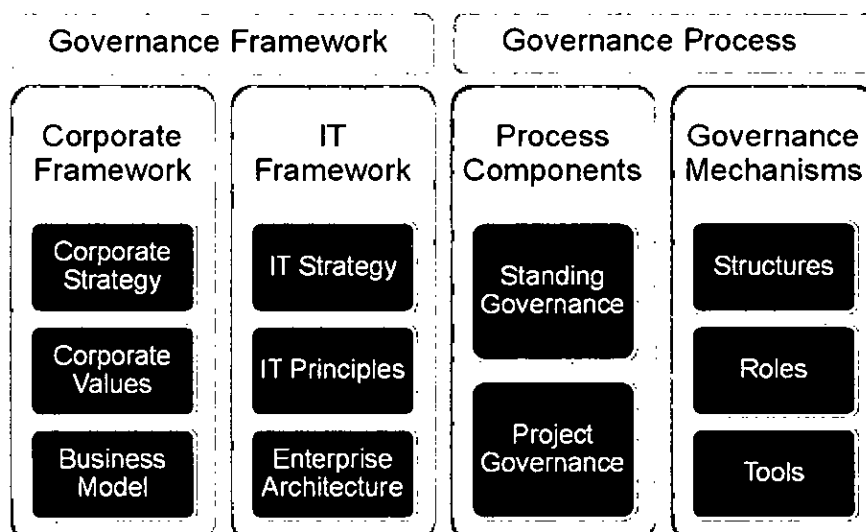 Governance Framework
Governance Process
Corporate
Framework
Corporate
Strategy
Corporate
Values
Business
Model
IT
Framework
IT Strategy
IT Principles
Enterprise
Architecture
Process
Components
Standing
Governance
Project
Governance
Governance
Mechanisms
Structures
Roles
Tools